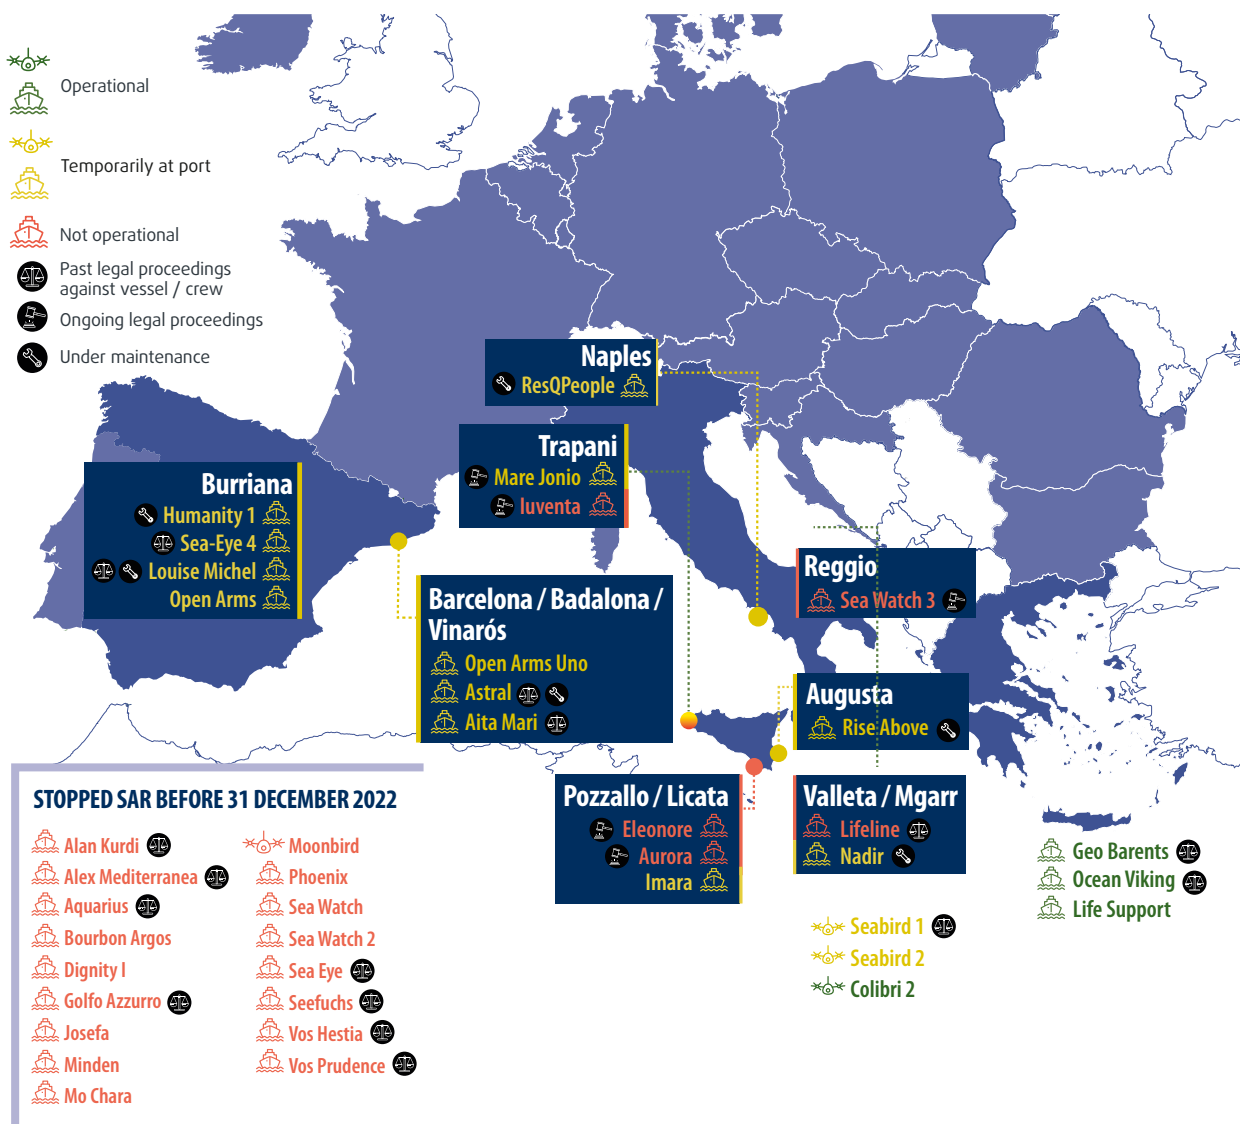 Operational
Temporarily at port
Not operational
Past legal proceedings
against vessel / crew
Ongoing legal proceedings
Under maintenance
Naples
ResQPeople
Trapani
Mare Jonio
Iuventa
Burriana
Humanity 1
Sea-Eye 4
Louise Michel
Open Arms
Barcelona / Badalona /
Vinarós
Open Arms Uno
Astral
Aita Mari
Reggio
Sea Watch 3
Augusta
Rise Above
Pozzallo / Licata
Eleonore
Aurora
Imara
Valleta / Mgarr
Lifeline
Nadir
Geo Barents
Ocean Viking
Life Support
Seabird 1
Seabird 2
Colibri 2
STOPPED SAR BEFORE 31 DECEMBER 2022
Alan Kurdi
Alex Mediterranea
Aquarius
Bourbon Argos
Dignity I
Golfo Azzurro
Josefa
Minden
Mo Chara
Moonbird
Phoenix
Sea Watch
Sea Watch 2
Sea Eye
Seefuchs
Vos Hestia
Vos Prudence